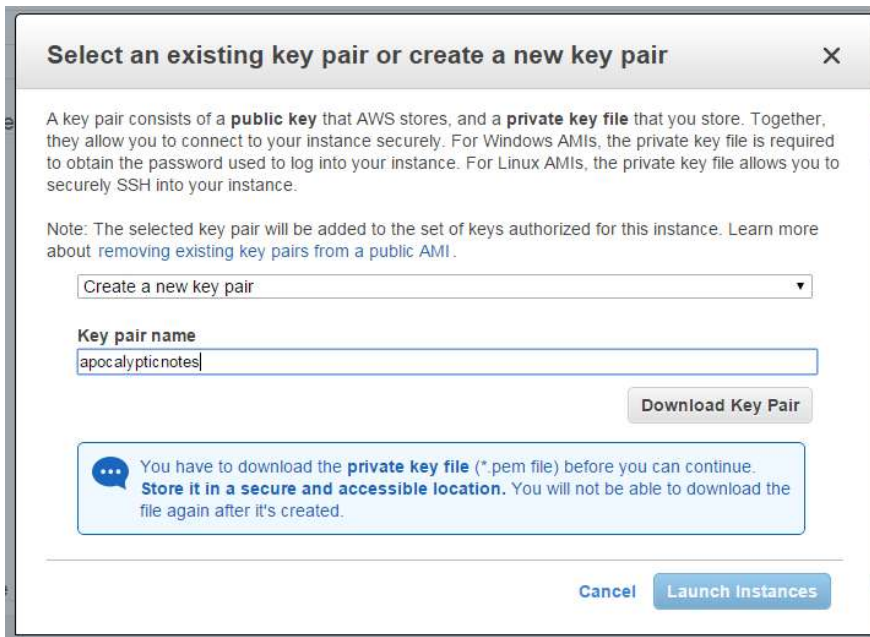 Select an existing key pair or create a new key pair
A key pair consists of a public key that AWS stores, and a private key file that you store. Together,
they allow you to connect to your instance securely. For Windows AMIs, the private key file is required
to obtain the password used to log into your instance. For Linux AMIs, the private key file allows you to
securely SSH into your instance.
Note: The selected key pair will be added to the set of keys authorized for this instance. Learn more
about removing existing key pairs from a public AMI.
Create a new key pair
Key pair name
apocalypticnotes
Download Key Pair
You have to download the private key file (*.pem file) before you can continue.
Store it in a secure and accessible location. You will not be able to download the
file again after it's created.
Cancel
Launch Instances